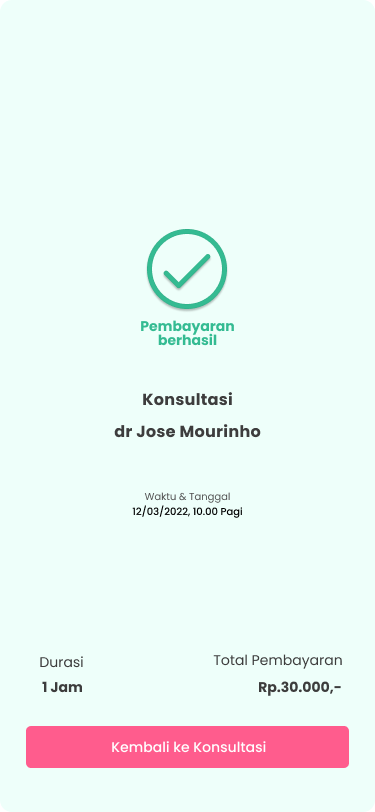 Pembayaran
berhasil
Konsultasi
dr Jose Mourinho
Waktu & Tanggal
12/03/2022, 10.00 Pagi
Durasi
Total Pembayaran
1 Jam
Rp.30.000,-
Kembali ke Konsultasi